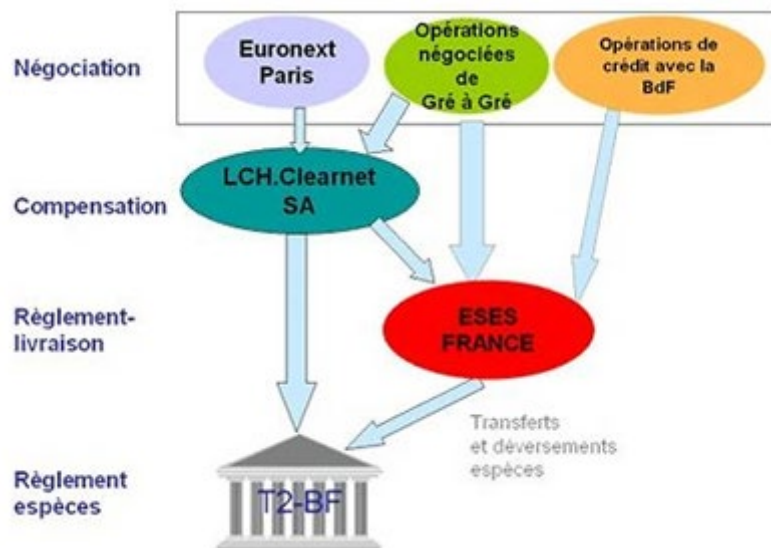 Négociation
Euronext
Paris
Opérations
négociées
de
Gré à Gré
Opérations de
crédit avec la
BdF
Compensation
LCH.Clearnet
SA
Règlement-
livraison
ESES
FRANCE
Transferts
et déversements
espèces
Règlement
espèces
T2-BF